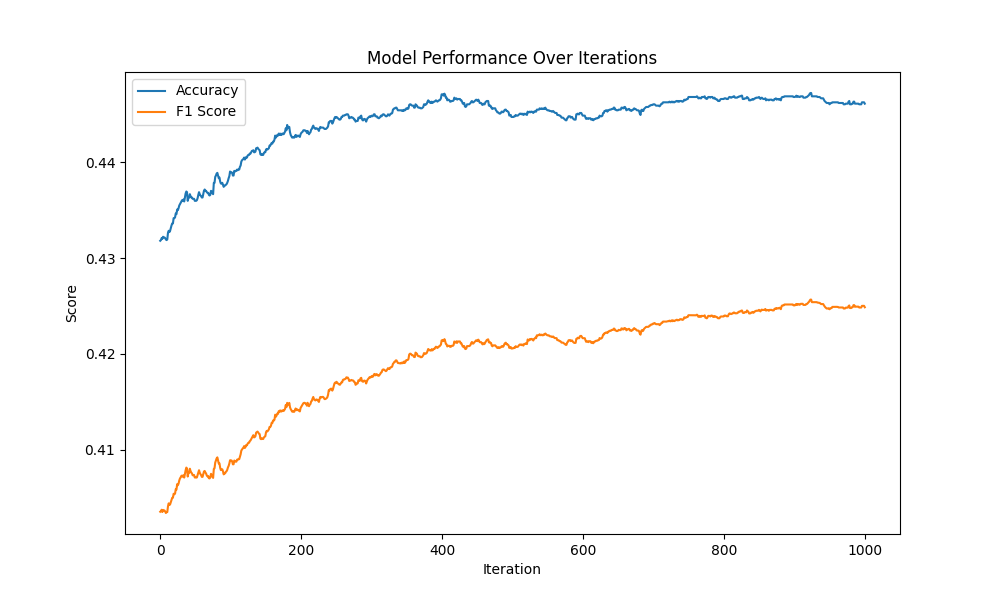 Model Performance Over Iterations
Accuracy
F1 Score
0.44
0.43
0.42
0.41
Score
0
200
400
600
800
1000
Iteration